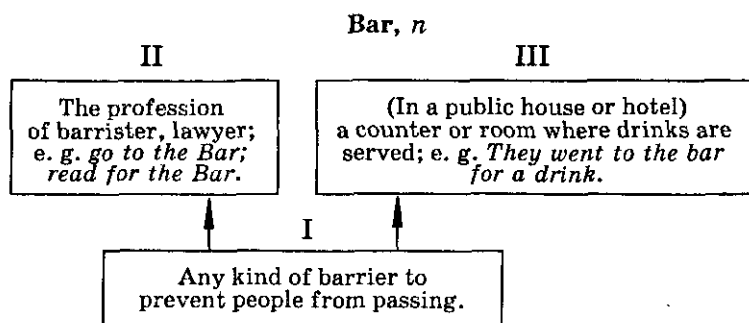 Bar, n
II
III
The profession
of barrister, lawyer;
e. g. go to the Bar;
read for the Bar.
(In a public house or hotel)
a counter or room where drinks are
served; e. g. They went to the bar
for a drink.
I
Any kind of barrier to
prevent people from passing.